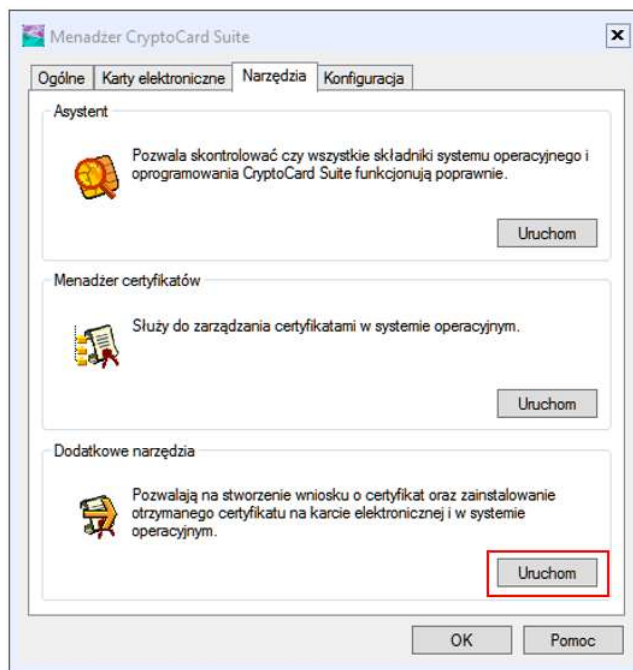 Menadżer CryptoCard Suite
Ogólne
Karty elektroniczne
Narzędzia
Konfiguracja
Asystent
Pozwala skontrolować czy wszystkie składniki systemu operacyjnego i
oprogramowania CryptoCard Suite funkcjonują poprawnie.
Uruchom
Menadżer certyfikatów
Służy do zarządzania certyfikatami w systemie operacyjnym.
Uruchom
Dodatkowe narzędzia
Pozwalają na stworzenie wniosku o certyfikat oraz zainstalowanie
otrzymanego certyfikatu na karcie elektronicznej i w systemie
operacyjnym.
Uruchom
OK
Pomoc